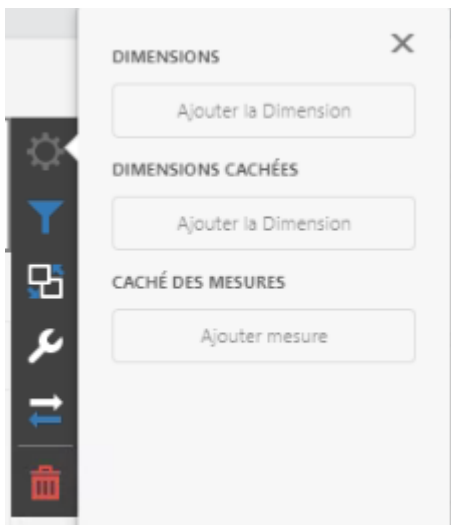 DIMENSIONS
Ajouter la Dimension
DIMENSIONS CACHÉES
Ajouter la Dimension
CACHÉ DES MESURES
Ajouter mesure